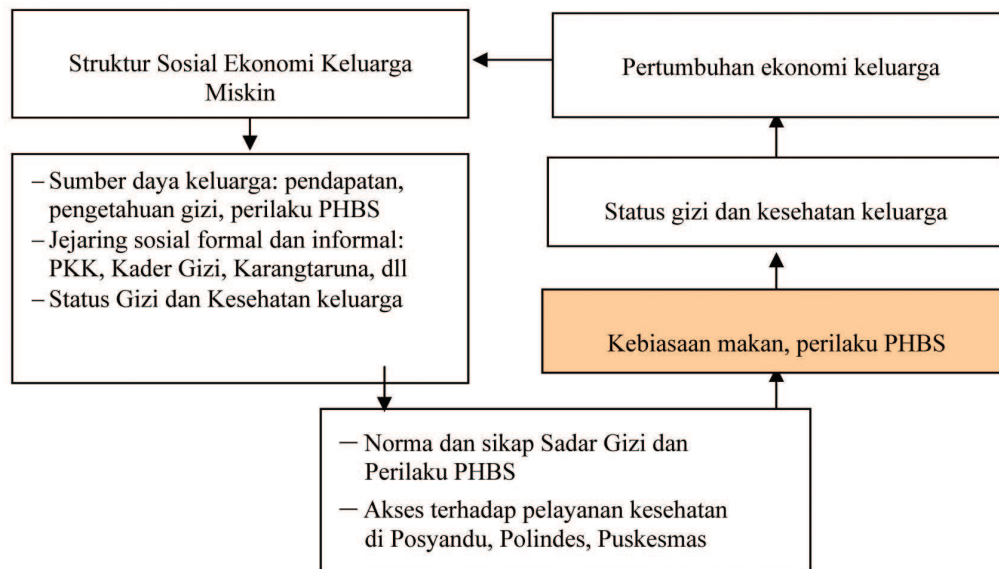 Struktur Sosial Ekonomi Keluarga
Miskin
Pertumbuhan ekonomi keluarga
– Sumber daya keluarga: pendapatan,
pengetahuan gizi, perilaku PHBS
– Jejaring sosial formal dan informal:
PKK, Kader Gizi, Karangtaruna, dll
– Status Gizi dan Kesehatan keluarga
Status gizi dan kesehatan keluarga
Kebiasaan makan, perilaku PHBS
– Norma dan sikap Sadar Gizi dan
Perilaku PHBS
– Akses terhadap pelayanan kesehatan
di Posyandu, Polindes, Puskesmas